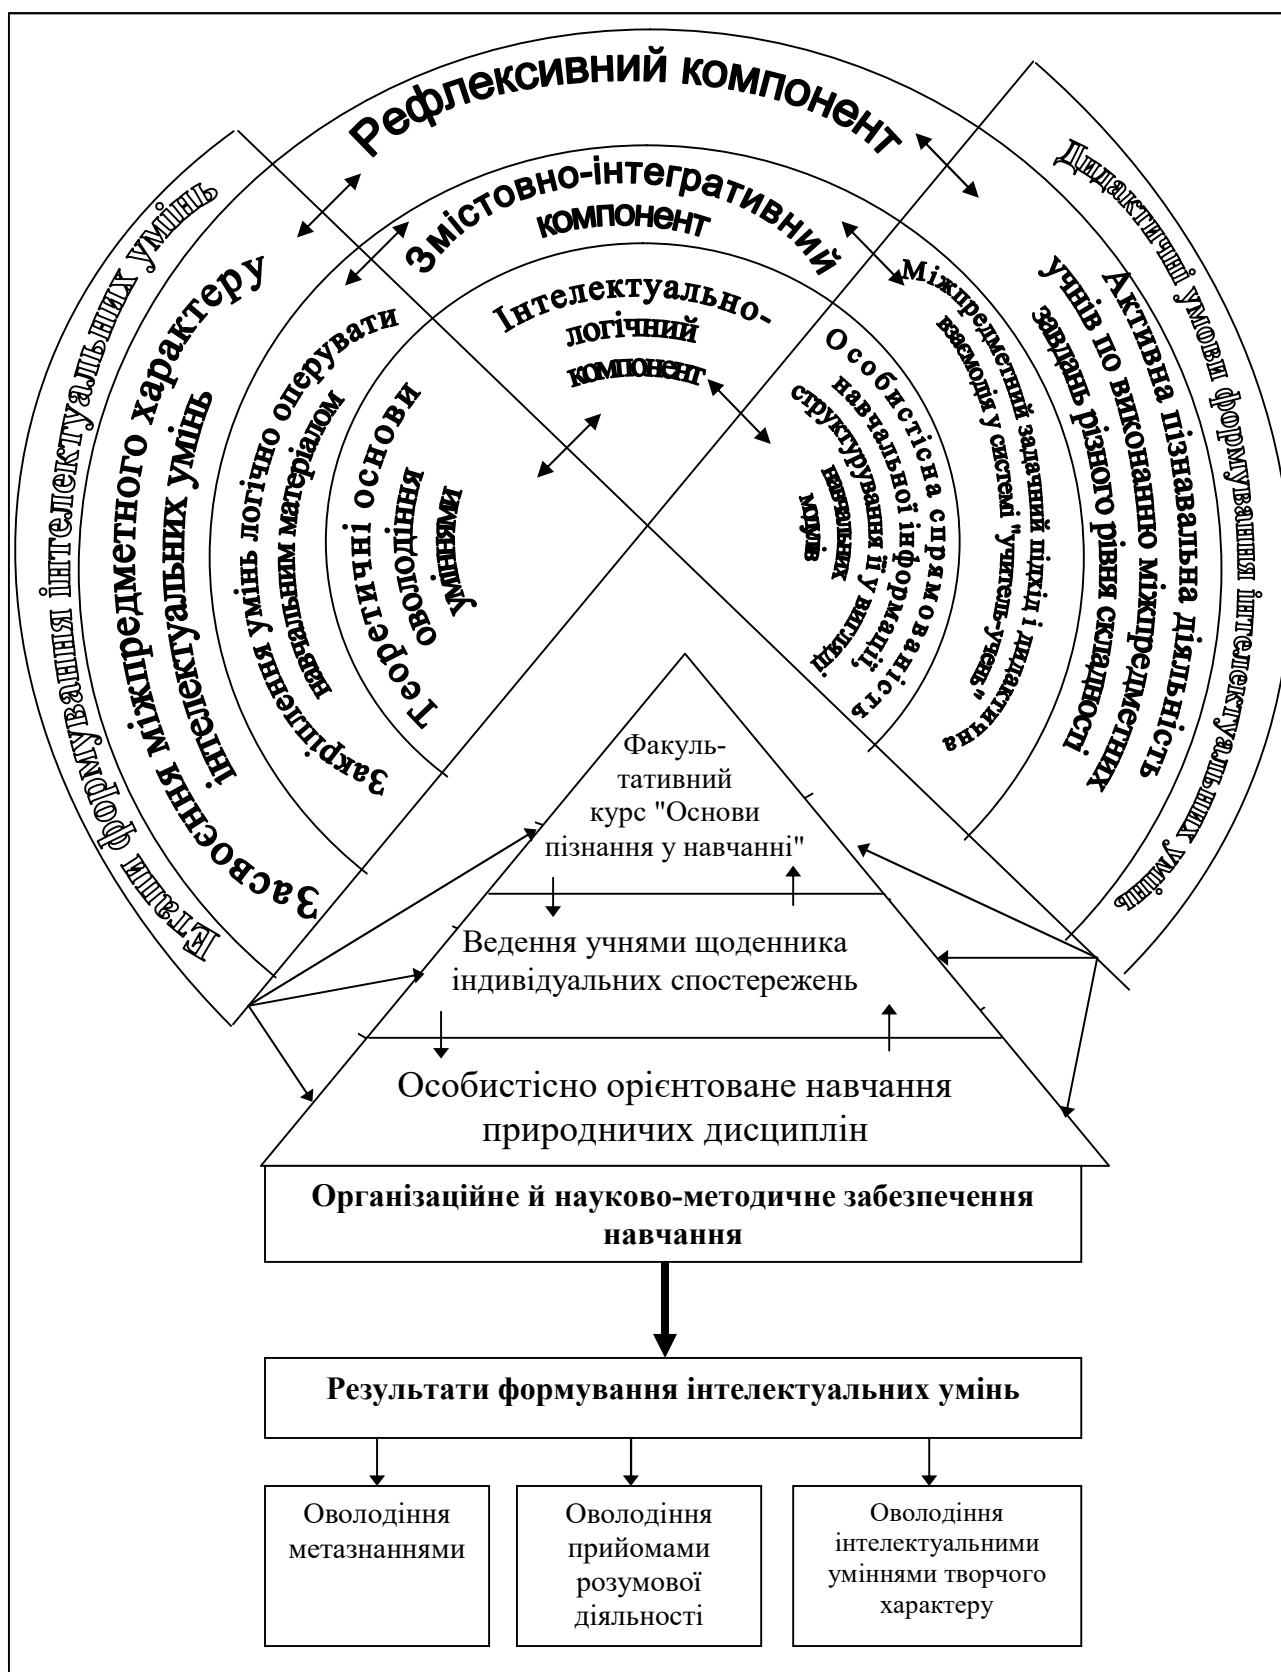 Рефлексивний компонент
Змістовно-інтегративний
компонент
Інтелектуально-
логічний
компонент
Етапи формування інтелектуальних умінь
Засвоєння міжпредметного характеру
інтелектуальних умінь
Закріплення умінь логічно оперувати
навчальним матеріалом
Теоретичні основи
оволодіння
уміннями
Особистісна спрямованість
навчальної інформації,
структурування її у вигляді
навчальних
модулів
Міжпредметний задачний підхід і дидактична
взаємодія у системі "учитель-учень"
Активна пізнавальна діяльність
учнів по виконанню міжпредметних
завдань різного рівня складності
Дидактичні умови формування інтелектуальних умінь
Факуль-
тативний
курс "Основи
пізнання у навчанні"
Ведення учнями щоденника
індивідуальних спостережень
Особистісно орієнтоване навчання
природничих дисциплін
Організаційне й науково-методичне забезпечення
навчання
Результати формування інтелектуальних умінь
Оволодіння
метазнаннями
Оволодіння
прийомами
розумової
діяльності
Оволодіння
інтелектуальними
уміннями творчого
характеру